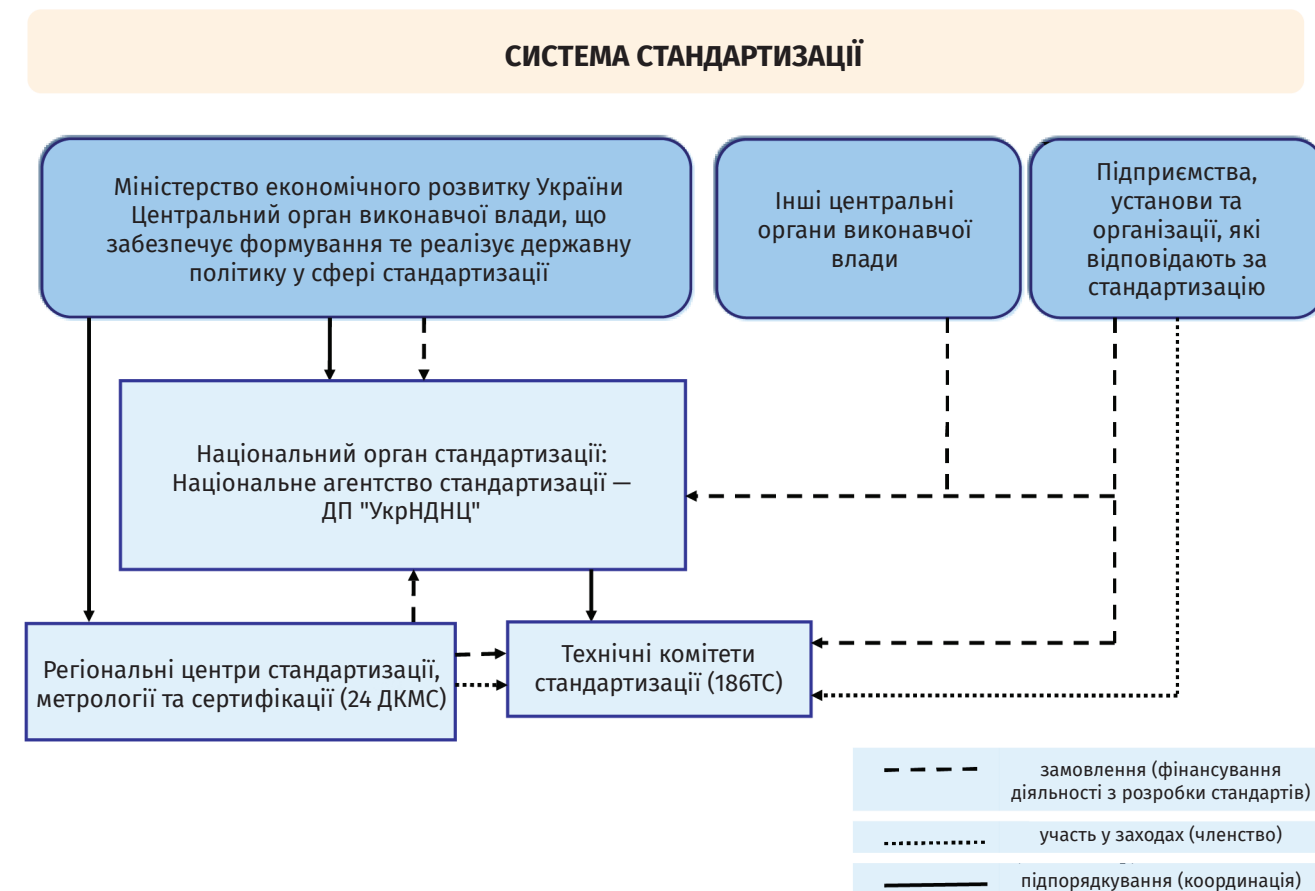 СИСТЕМА СТАНДАРТИЗАЦІЇ
Міністерство економічного розвитку України
Центральний орган виконавчої влади, що
забезпечує формування те реалізує державну
політику у сфері стандартизації
Інші центральні
органи виконавчої
влади
Підприємства,
установи та
організації, які
відповідають за
стандартизацію
Національний орган стандартизації:
Національне агентство стандартизації —
ДП "УкрНДНЦ"
Регіональні центри стандартизації,
метрології та сертифікації (24 ДКМС)
Технічні комітети
стандартизації (186ТС)
замовлення (фінансування
діяльності з розробки стандартів)
участь у заходах (членство)
підпорядкування (координація)